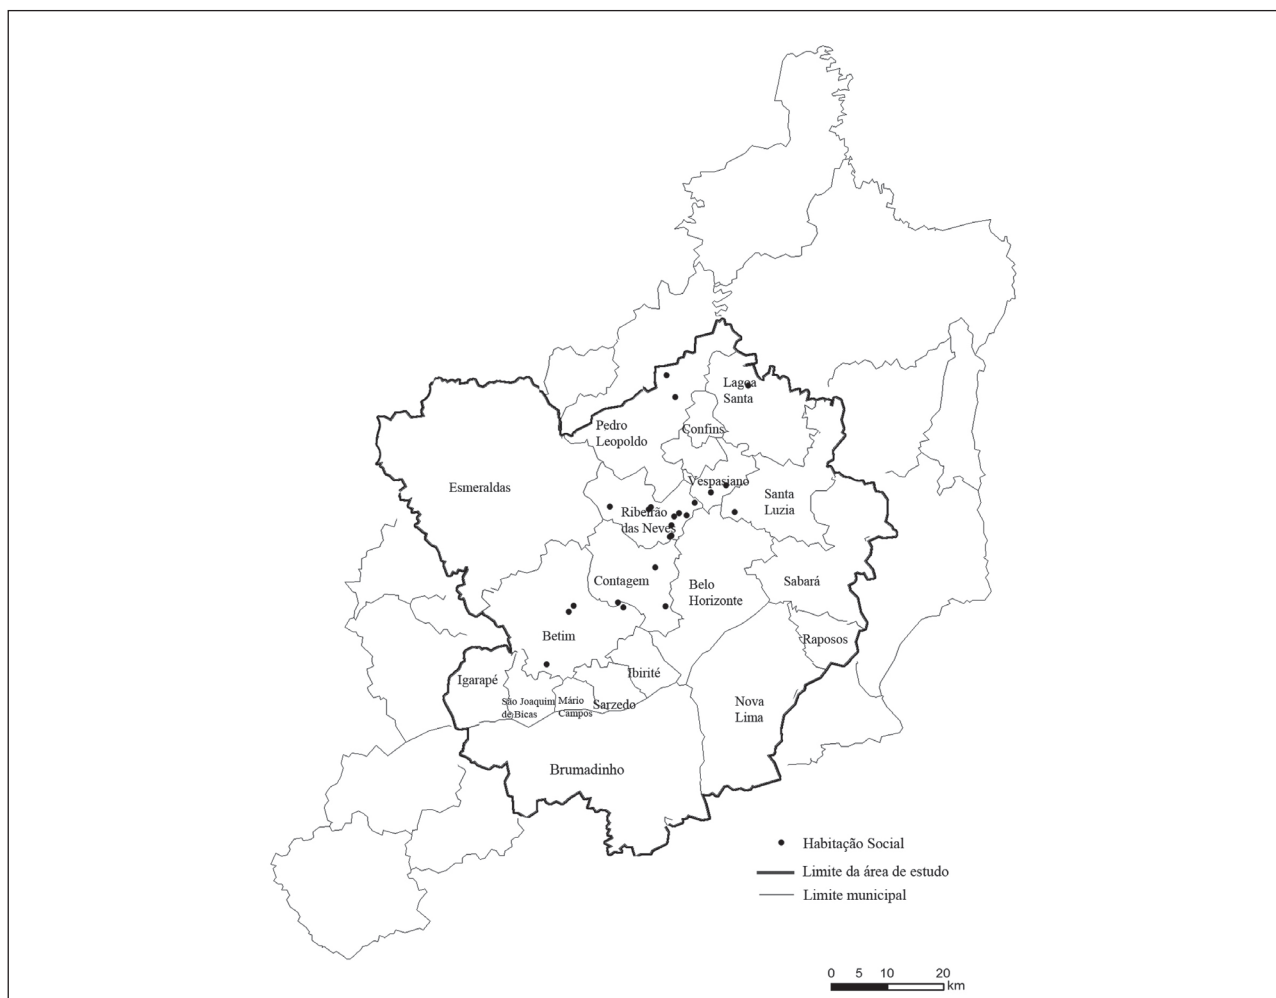 Lagoa
Santa
Pedro
Leopoldo
Confins
Esmeraldas
Vespasiano
Santa
Luzia
Ribeirão
das Neves
Contagem
Belo
Horizonte
Sabará
Betim
Raposos
Ibirité
Igarapé
São Joaquim
de Bicas
Mário
Campos
Sarzedo
Nova
Lima
Brumadinho
Habitação Social
Limite da área de estudo
Limite municipal
0 5 10 20
km